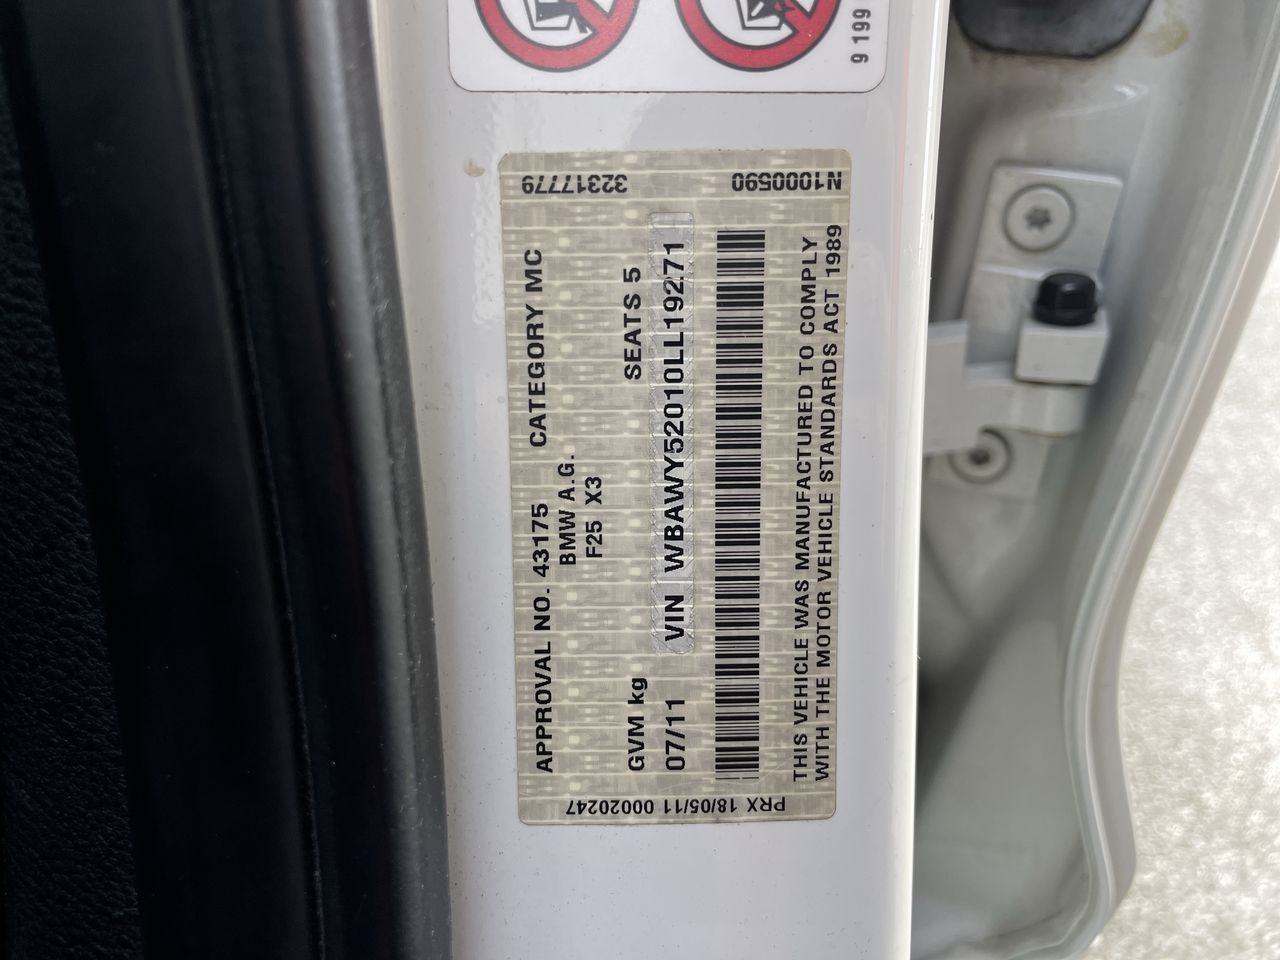 9 199
32317779
N1000590
APPROVAL NO. 43175 CATEGORY MC
BMW A.G.
F25 X3
GVM kg SEATS 5
07/11 VIN WBAWY52010LL19271
THIS VEHICLE WAS MANUFACTURED TO COMPLY
WITH THE MOTOR VEHICLE STANDARDS ACT 1989
PRX 18/05/11 00020247